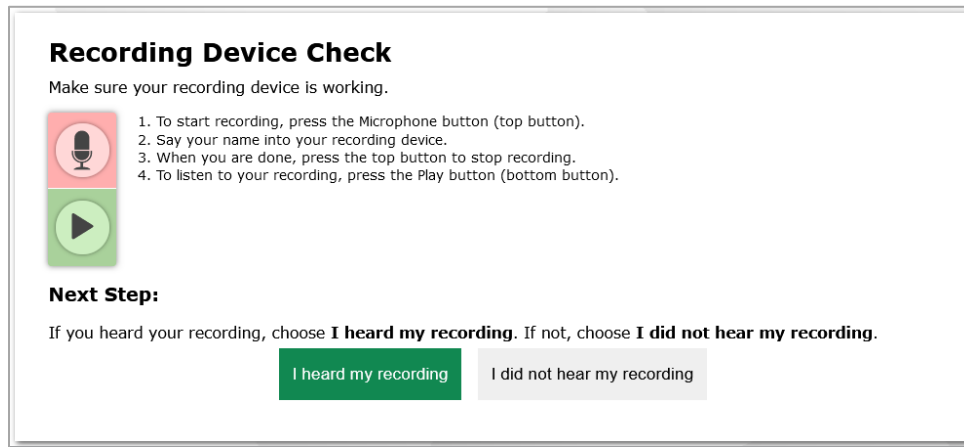 Recording Device Check
Make sure your recording device is working.
1. To start recording, press the Microphone button (top button).
2. Say your name into your recording device.
3. When you are done, press the top button to stop recording.
4. To listen to your recording, press the Play button (bottom button).
Next Step:
If you heard your recording, choose I heard my recording. If not, choose I did not hear my recording.
I heard my recording
I did not hear my recording